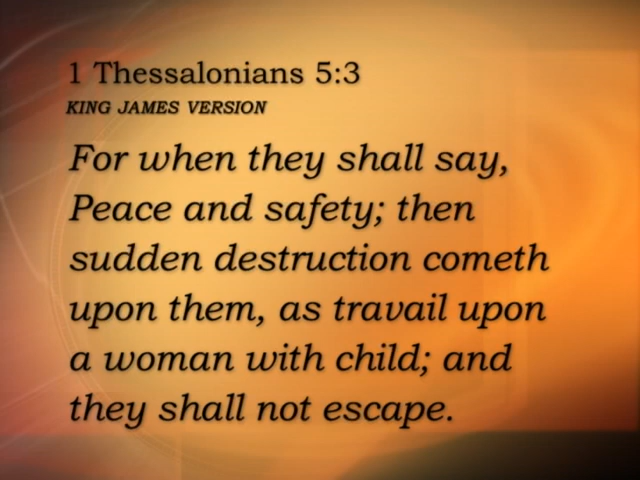 1 Thessalonians 5:3
KING JAMES VERSION
For when they shall say,
Peace and safety; then
sudden destruction cometh
upon them, as travail upon
a woman with child; and
they shall not escape.